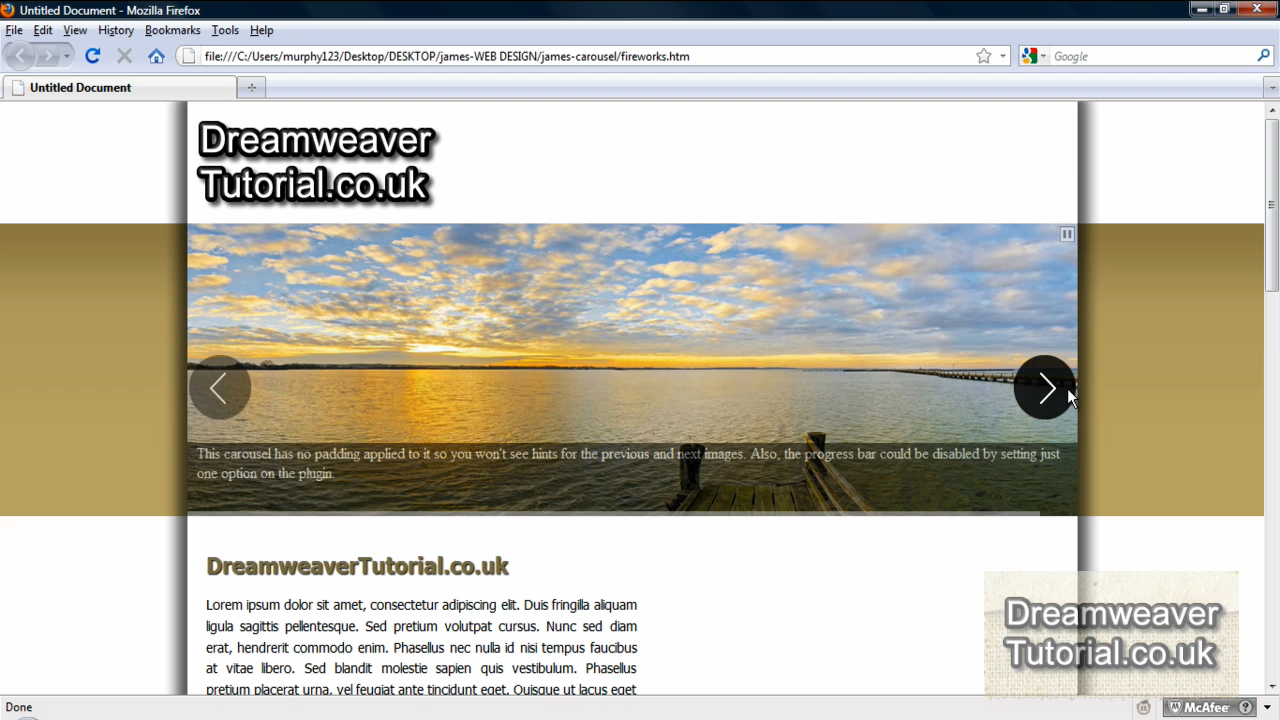 Untitled Document - Mozilla Firefox
File Edit View History Bookmarks Tools Help
file:///C:/Users/murphy123/Desktop/DESKTOP/james-WEB DESIGN/james-carousel/fireworks.htm
Google
Untitled Document
Dreamweaver
Tutorial.co.uk
This carousel has no padding applied to it so you won't see hints for the previous and next images. Also, the progress bar could be disabled by setting just
one option on the plugin.
DreamweaverTutorial.co.uk
Lorem ipsum dolor sit amet, consectetur adipiscing elit. Duis fringilla aliquam
ligula sagittis pellentesque. Sed pretium volutpat cursus. Nunc sed diam
erat, hendrerit commodo enim. Phasellus nec nulla id nisi tempus faucibus
at vitae libero. Sed blandit molestie sapien quis vestibulum. Phasellus
pretium placerat urna, vel feugiat ante tincidunt eget. Quisque ut lacus eget
Dreamweaver
Tutorial.co.uk
Done
McAfee